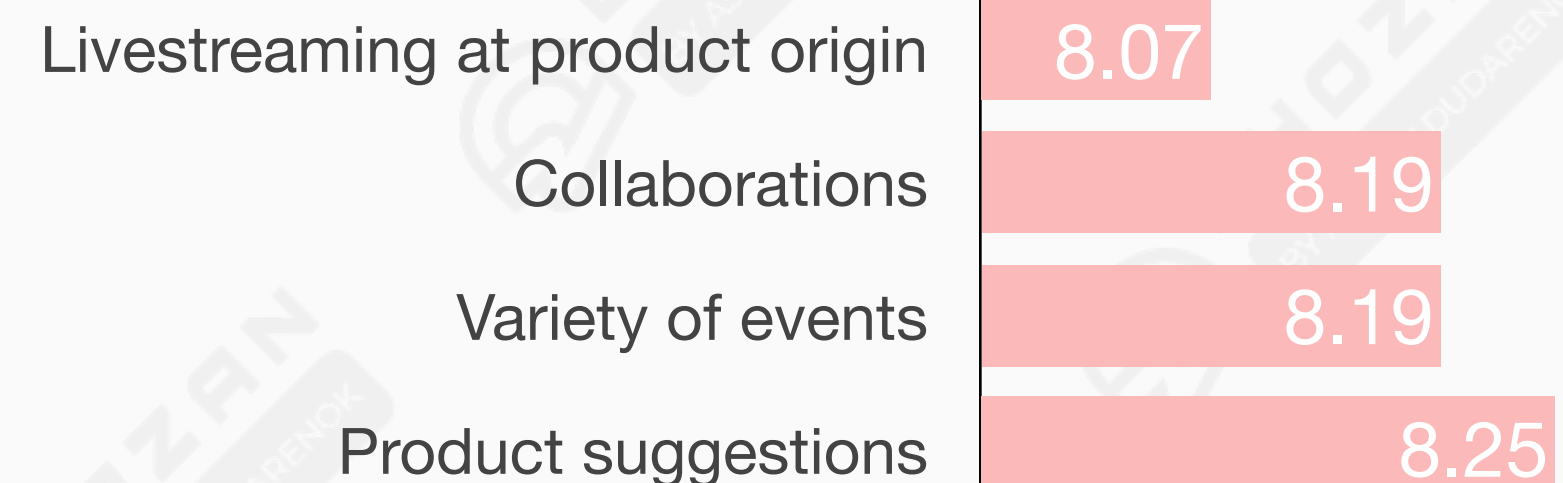 Livestreaming at product origin 8.07
Collaborations 8.19
Variety of events 8.19
Product suggestions 8.25